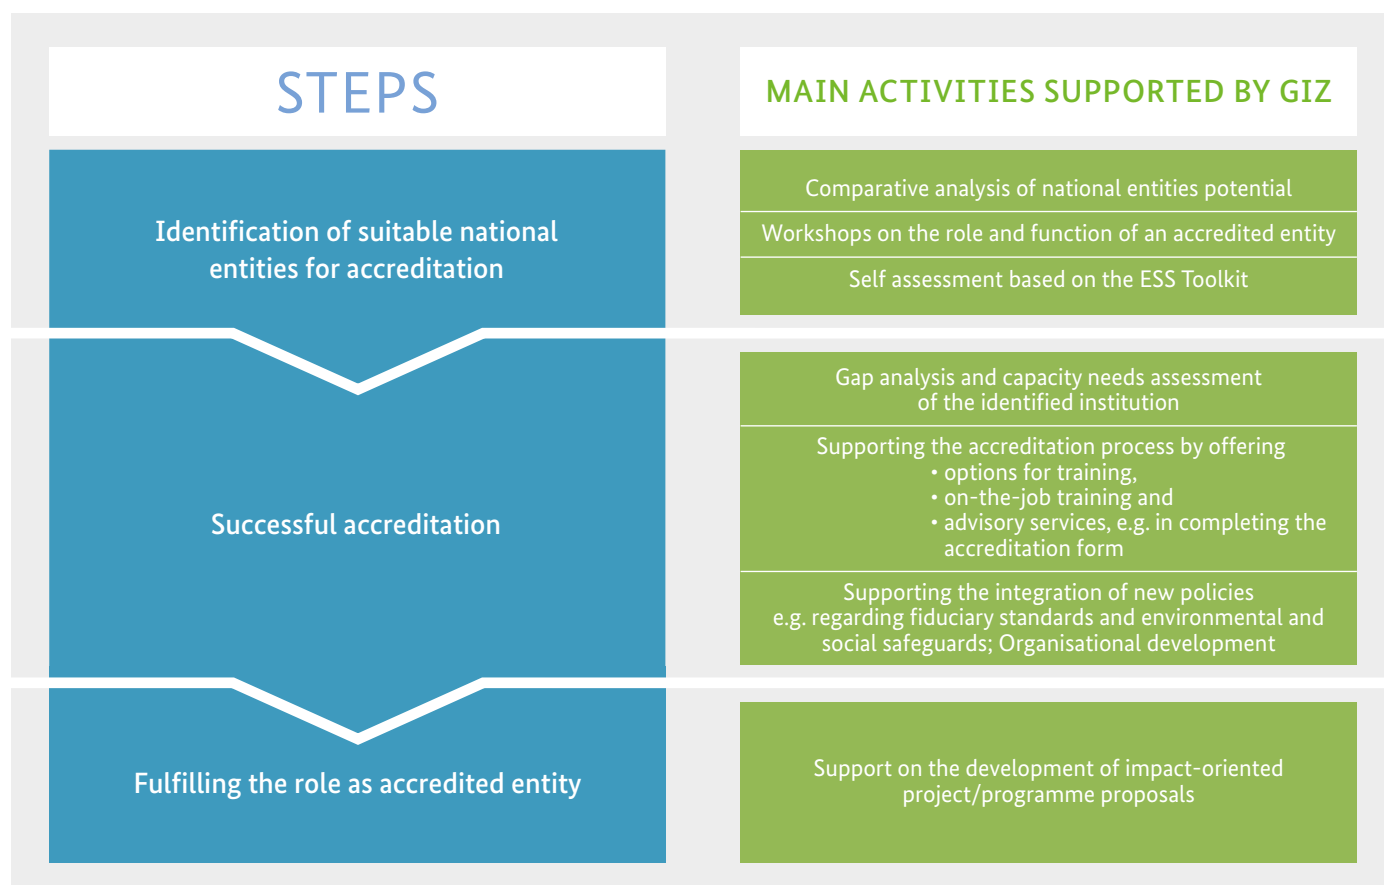 STEPS
MAIN ACTIVITIES SUPPORTED BY GIZ
Identification of suitable national
entities for accreditation
Comparative analysis of national entities potential
Workshops on the role and function of an accredited entity
Self assessment based on the ESS Toolkit
Successful accreditation
Gap analysis and capacity needs assessment
of the identified institution
Supporting the accreditation process by offering
• options for training,
• on-the-job training and
• advisory services, e.g. in completing the
accreditation form
Supporting the integration of new policies
e.g. regarding fiduciary standards and environmental and
social safeguards; Organisational development
Fulfilling the role as accredited entity
Support on the development of impact-oriented
project/programme proposals